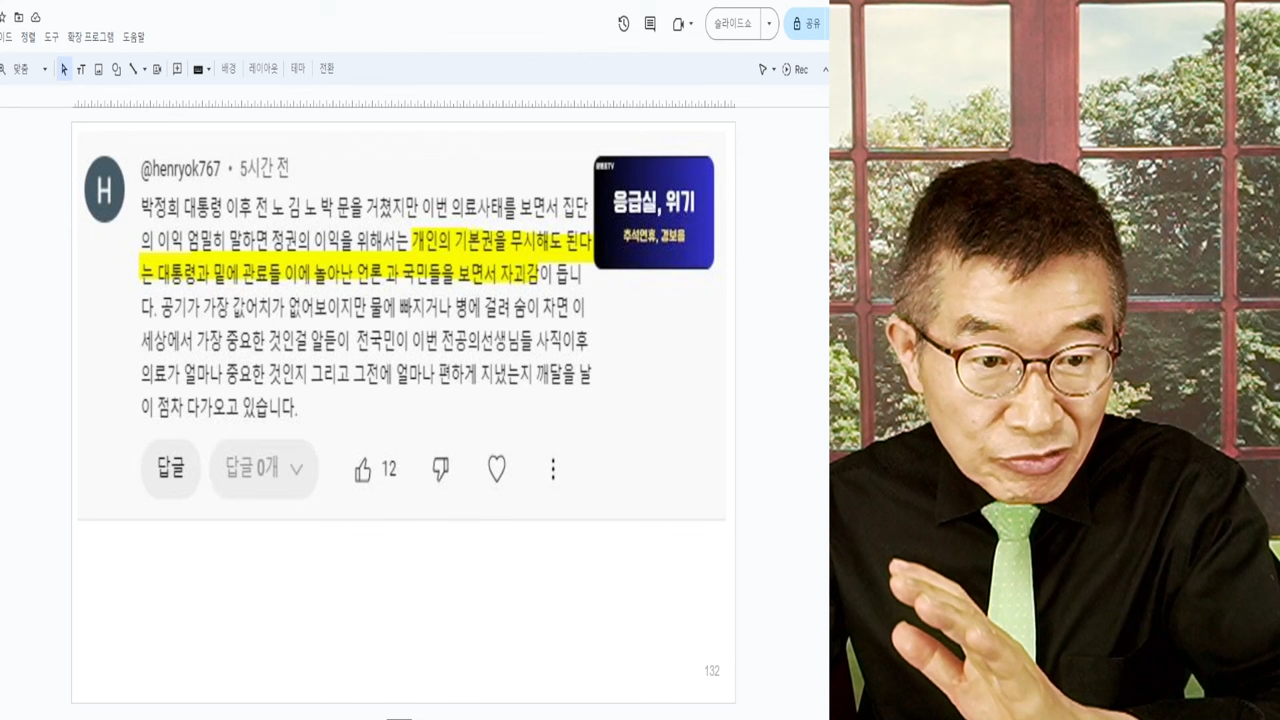 이드 정렬 도구 확장 프로그램 도움말
슬라이드쇼
공유
맞춤
배경 레이아웃 테마 전환
Rec
H
@henryok767 • 5시간 전
박정희 대통령 이후 전 노 김 노 박 문을 거쳤지만 이번 의료사태를 보면서 집단
의 이익 엄밀히 말하면 정권의 이익을 위해서는 개인의 기본권을 무시해도 된다
는 대통령과 밑에 관료들 이에 놀아난 언론 과 국민들을 보면서 자괴감이 듭니
다. 공기가 가장 값어치가 없어보이지만 물에 빠지거나 병에 걸려 숨이 차면 이
세상에서 가장 중요한 것인걸 알듣이 전국민이 이번 전공의선생님들 사직이후
의료가 얼마나 중요한 것인지 그리고 그전에 얼마나 편하게 지냈는지 깨달을 날
이 점차 다가오고 있습니다.
응급실, 위기
추석연휴, 경보음
답글
답글 0개
12
132